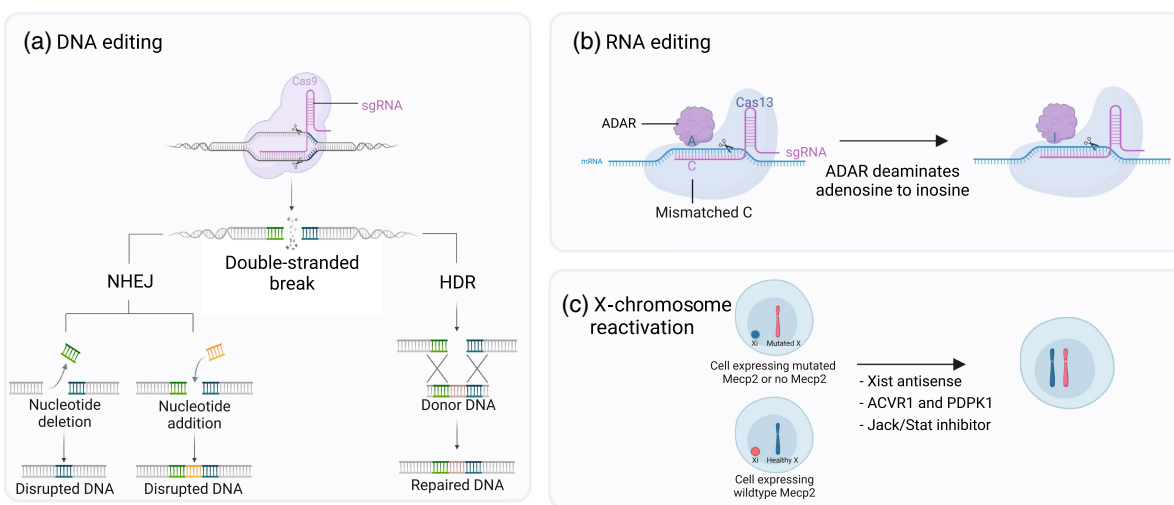 (a) DNA editing
Cas9
sgRNA
Double-stranded
break
NHEJ
HDR
Nucleotide
deletion
Nucleotide
addition
Donor DNA
Disrupted DNA
Disrupted DNA
Repaired DNA
(b) RNA editing
ADAR
Cas13
A
mRNA
C
sgRNA
Mismatched C
ADAR deaminates
adenosine to inosine
I
(c) X-chromosome
reactivation
Xi
Mutated X
Cell expressing mutated
Mecp2 or no Mecp2
Xi
Healthy X
Cell expressing
wildtype Mecp2
- Xist antisense
- ACVR1 and PDPK1
- Jack/Stat inhibitor